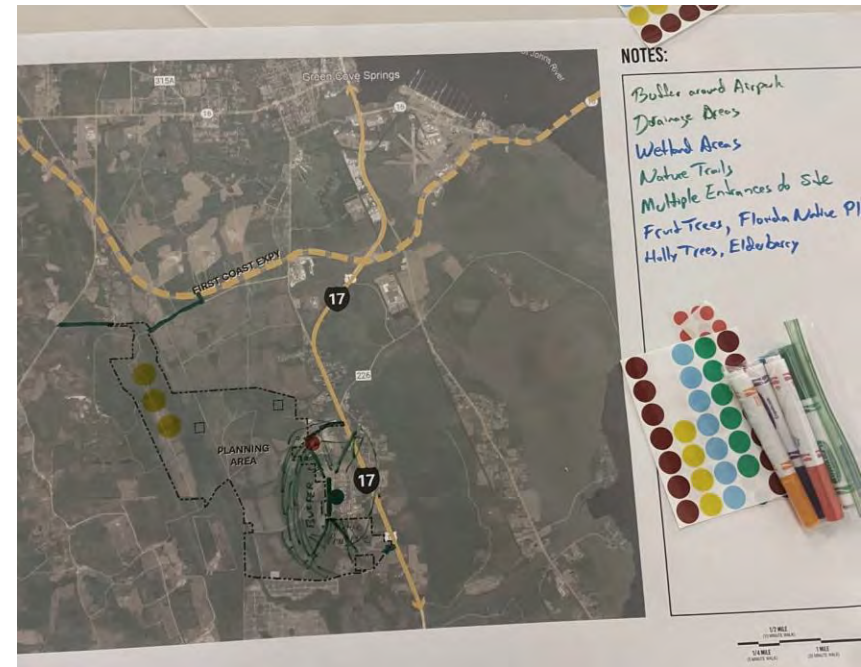 NOTES:
Buffer around Airpark
Drainage Areas
Wetland Areas
Nature Trails
Multiple Entrances to Site
Fruit Trees, Florida Native Pl
Holly Trees, Elderberry
315A
Green Cove Springs
St Johns River
16
16
FIRST COAST EXPY
17
226
PLANNING
AREA
BUFFER
17
1/2 MILE
1/4 MILE
1 MILE